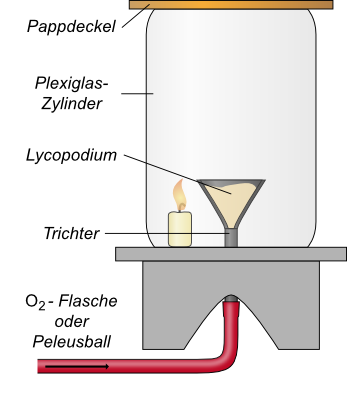 Pappdeckel
Plexiglas-
Zylinder
Lycopodium
Trichter
O₂- Flasche
oder
Peleusball